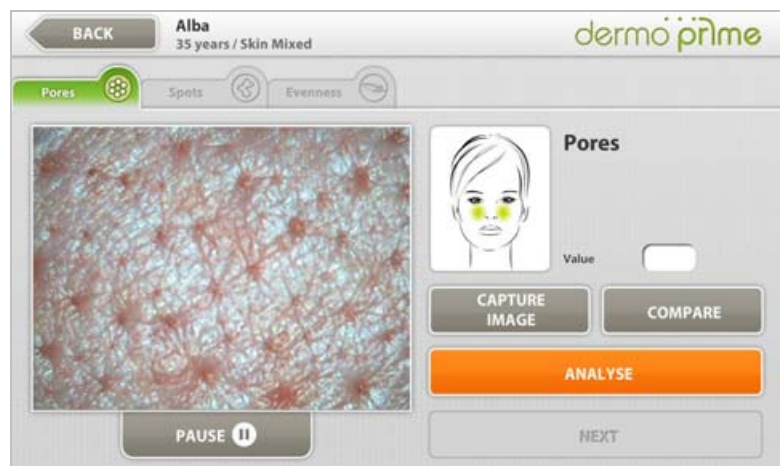 BACK
Alba
35 years / Skin Mixed
dermo prime
Pores
Spots
Evenness
Pores
Value
CAPTURE
IMAGE
COMPARE
ANALYSE
PAUSE
NEXT